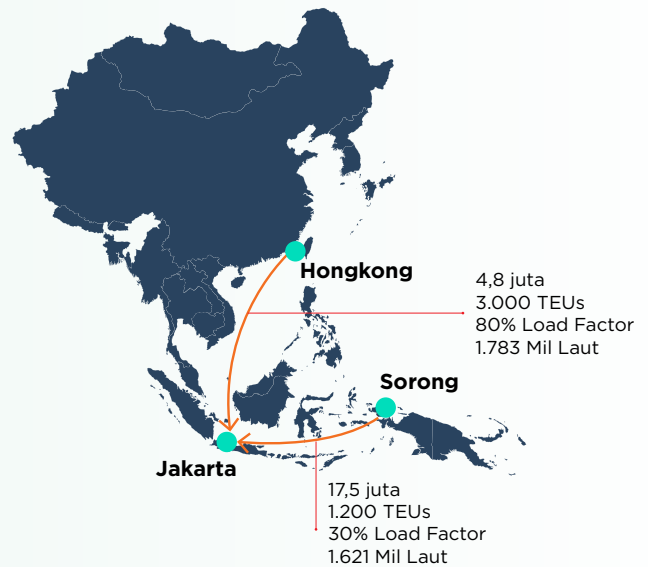 Hongkong
4,8 juta
3.000 TEUs
80% Load Factor
1.783 Mil Laut
Sorong
Jakarta
17,5 juta
1.200 TEUs
30% Load Factor
1.621 Mil Laut